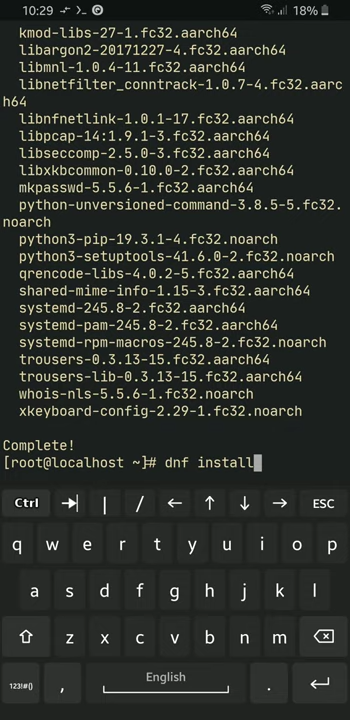 10:29
18%
kmod-libs-27-1.fc32.aarch64
libargon2-20171227-4.fc32.aarch64
libmnl-1.0.4-11.fc32.aarch64
libnetfilter_conntrack-1.0.7-4.fc32.aarc
h64
libnfnetlink-1.0.1-17.fc32.aarch64
libpcap-14:1.9.1-3.fc32.aarch64
libseccomp-2.5.0-3.fc32.aarch64
libxkbcommon-0.10.0-2.fc32.aarch64
mkpasswd-5.5.6-1.fc32.aarch64
python-unversioned-command-3.8.5-5.fc32.
noarch
python3-pip-19.3.1-4.fc32.noarch
python3-setuptools-41.6.0-2.fc32.noarch
qrencode-libs-4.0.2-5.fc32.aarch64
shared-mime-info-1.15-3.fc32.aarch64
systemd-245.8-2.fc32.aarch64
systemd-pam-245.8-2.fc32.aarch64
systemd-rpm-macros-245.8-2.fc32.noarch
trousers-0.3.13-15.fc32.aarch64
trousers-lib-0.3.13-15.fc32.aarch64
whois-nls-5.5.6-1.fc32.noarch
xkeyboard-config-2.29-1.fc32.noarch
Complete!
[root@localhost ~]# dnf install
Ctrl | / ← ↑ ↓ → ESC
q w e r t y u i o p
a s d f g h j k l
z x c v b n m
123!#() , English .